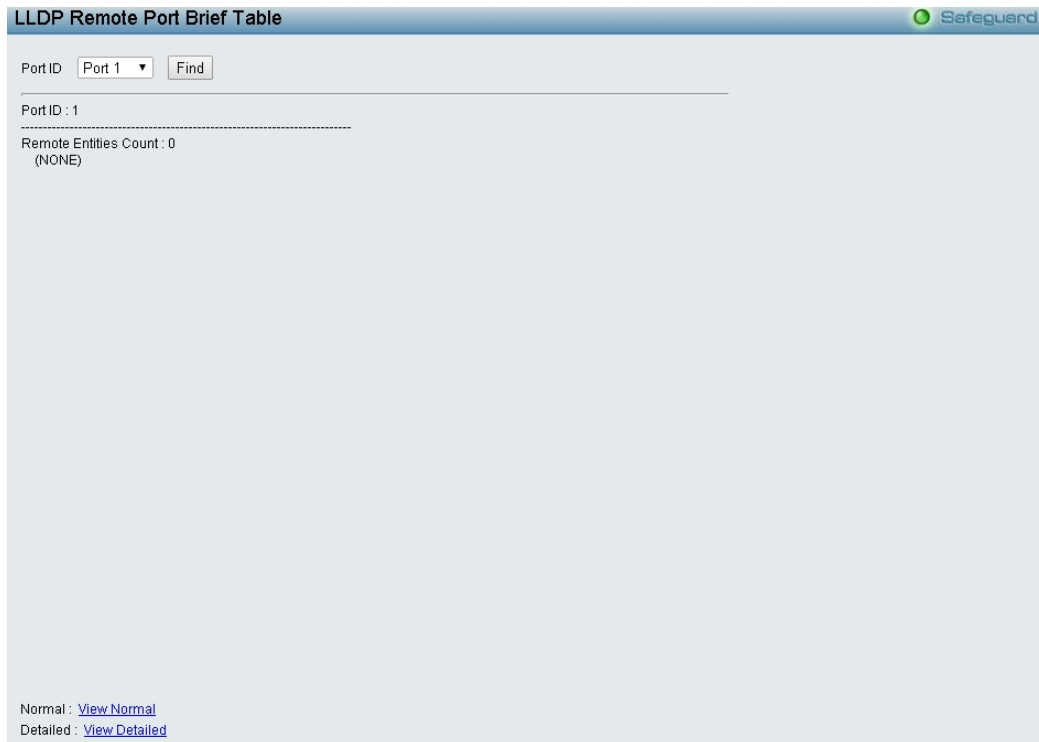 LLDP Remote Port Brief Table
Safeguard
Port ID Port 1 Find
Port ID : 1
--------------------------------------------------------------------------
Remote Entities Count : 0
(NONE)
Normal : View Normal
Detailed : View Detailed